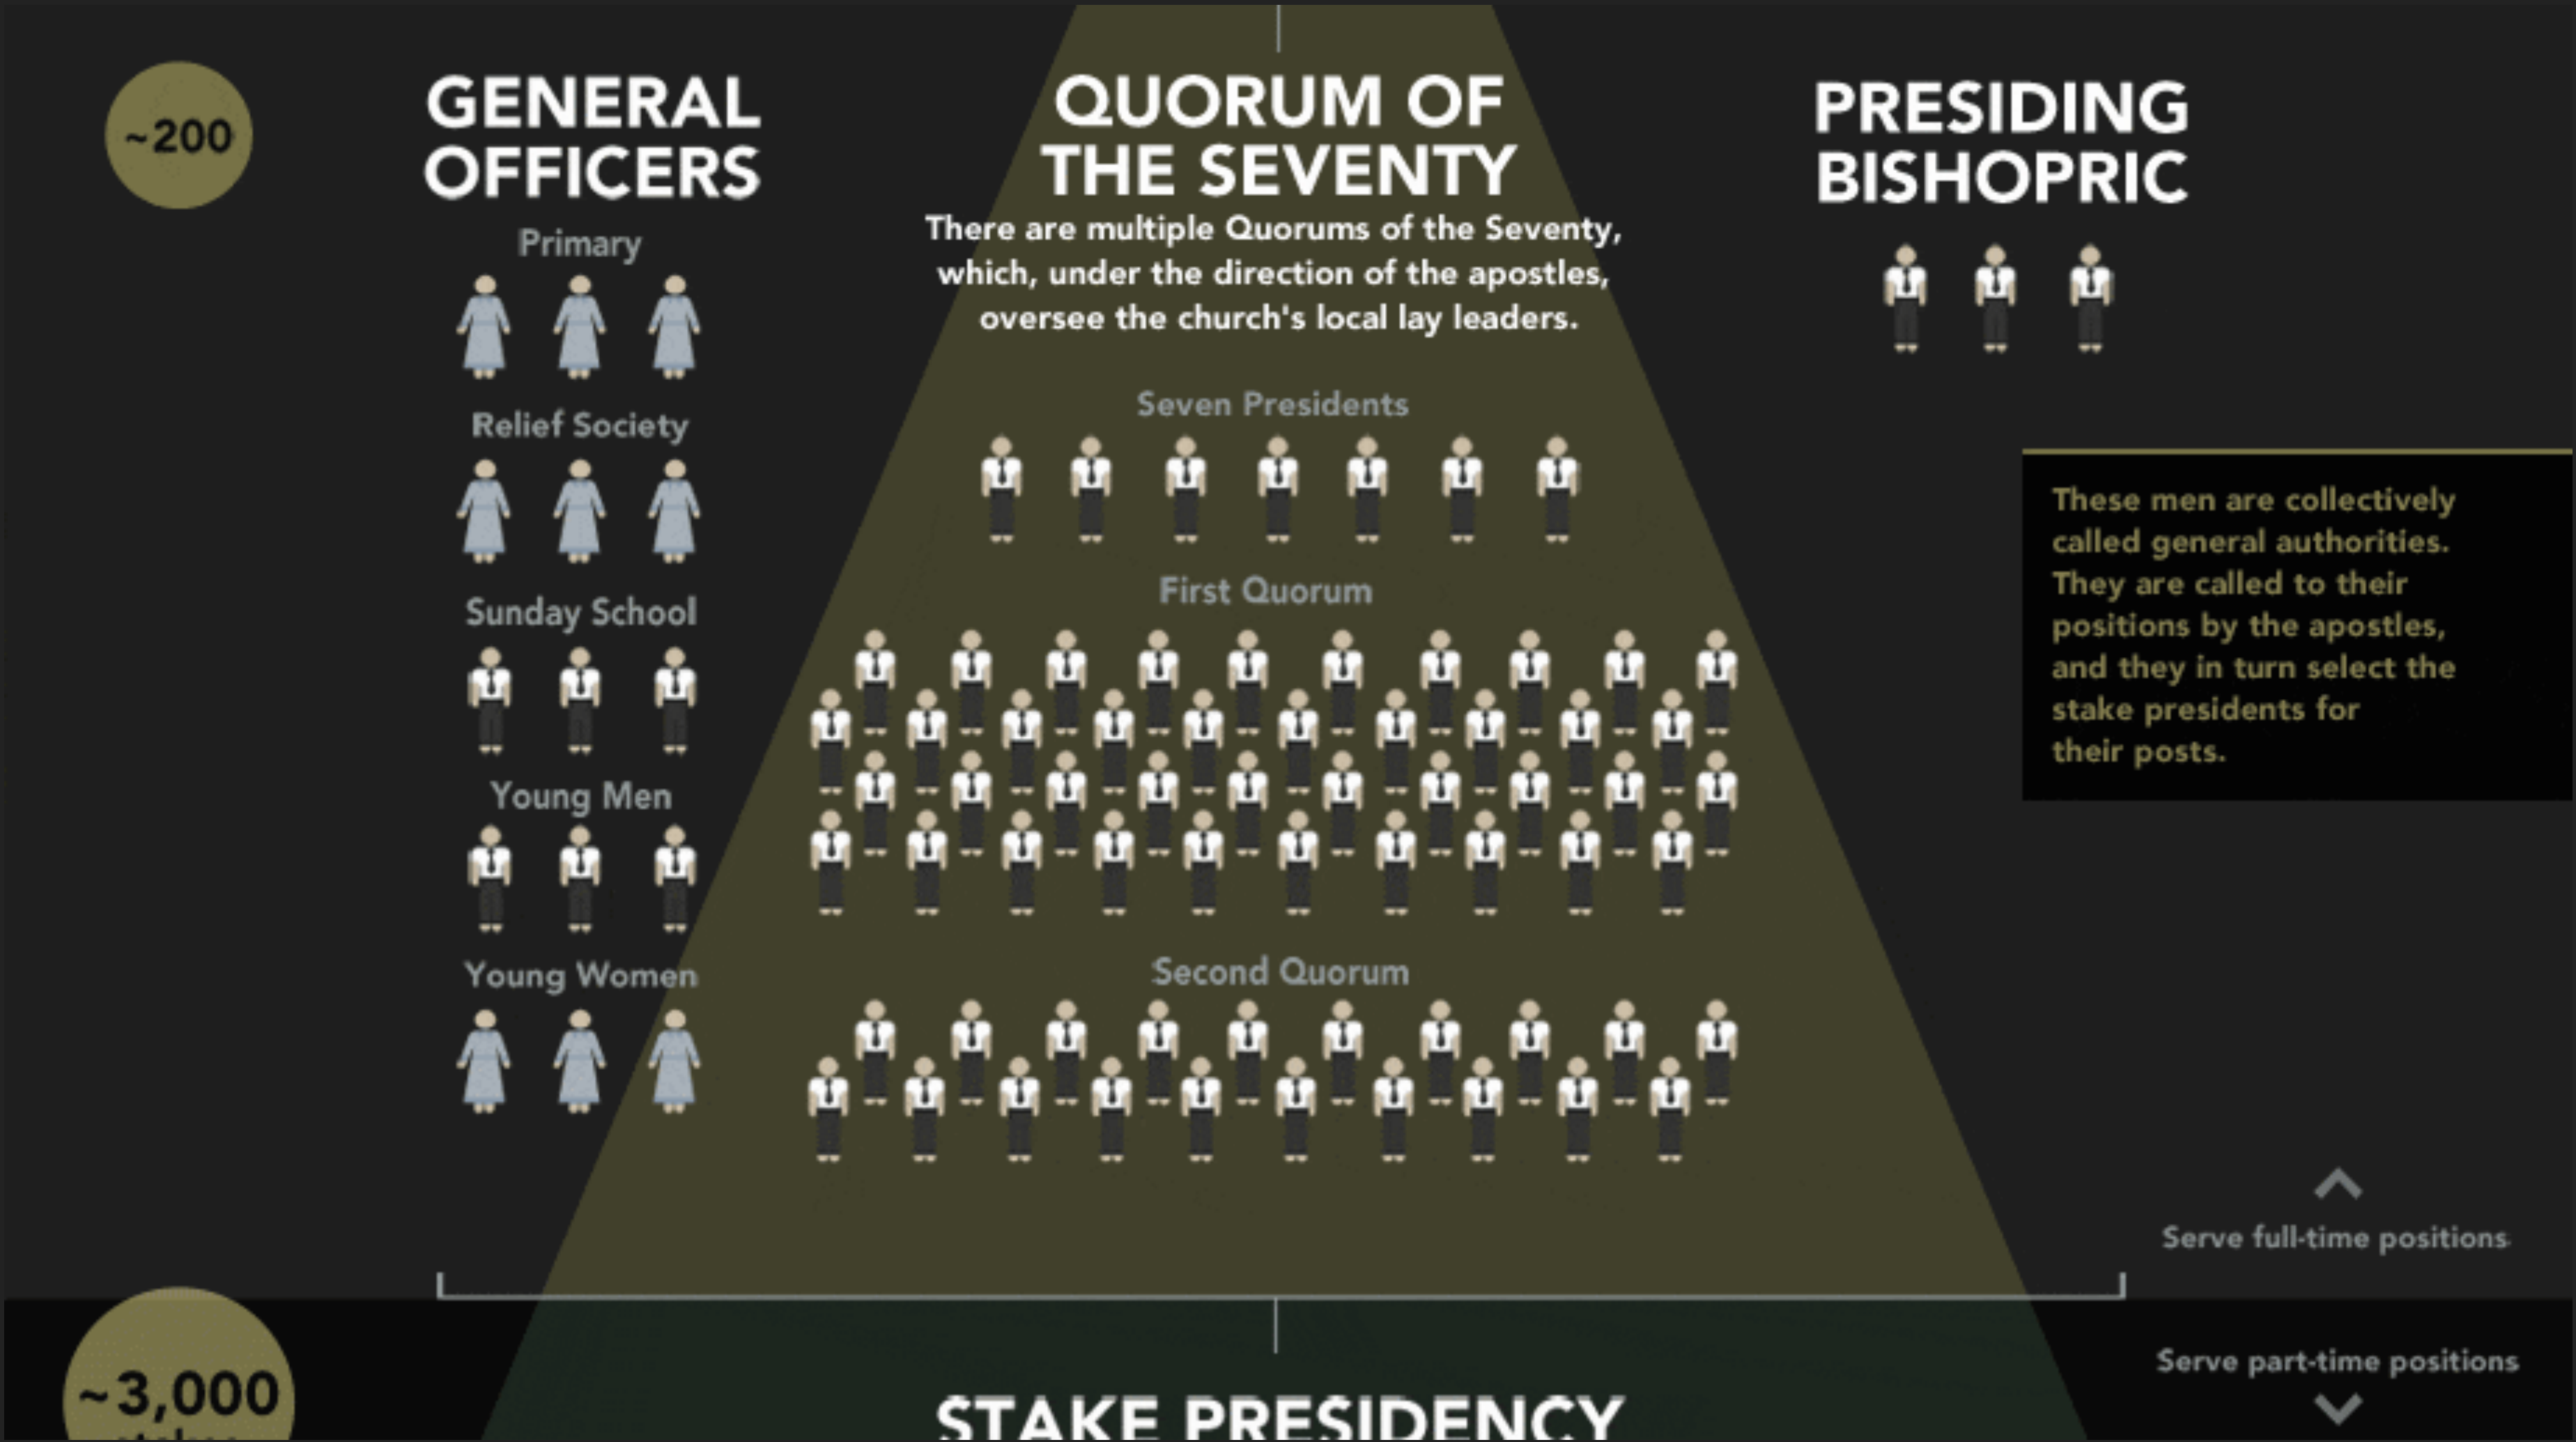 ~200
GENERAL
OFFICERS
Primary
Relief Society
Sunday School
Young Men
Young Women
QUORUM OF
THE SEVENTY
There are multiple Quorums of the Seventy,
which, under the direction of the apostles,
oversee the church's local lay leaders.
Seven Presidents
First Quorum
Second Quorum
PRESIDING
BISHOPRIC
These men are collectively
called general authorities.
They are called to their
positions by the apostles,
and they in turn select the
stake presidents for
their posts.
Serve full-time positions
Serve part-time positions
~3,000
STAKE PRESIDENCY